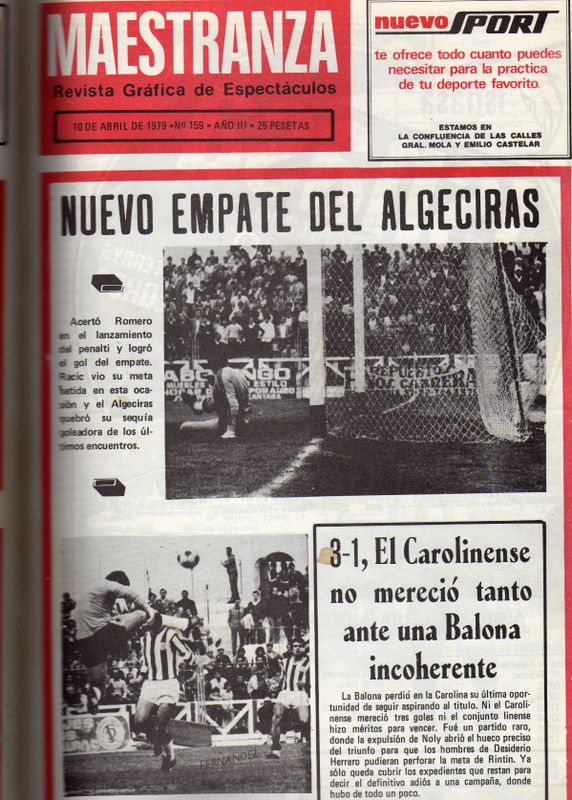 MAESTRANZA
Revista Gráfica de Espectáculos
10 DE ABRIL DE 1979 • Nº 159 • AÑO III • 25 PESETAS
nuevo SPORT
te ofrece todo cuanto puedes
necesitar para la practica
de tu deporte favorito.
ESTAMOS EN
LA CONFLUENCIA DE LAS CALLES
GRAL. MOLA Y EMILIO CASTELAR
NUEVO EMPATE DEL ALGECIRAS
Acertó Romero
en el lanzamiento
del penalti y logró
el gol del empate.
Racic vio su meta
batida en esta oca-
sión y el Algeciras
quebró su sequía
goleadora de los úl-
timos encuentros.
ABC
MUEBLES
HOGAR
ESTILO
REPUESTO
CARRERA
FERNANDEZ
3-1, El Carolinense
no mereció tanto
ante una Balona
incoherente
La Balona perdió en la Carolina su última opor-
tunidad de seguir aspirando al título. Ni el Caroli-
nense mereció tres goles ni el conjunto linense
hizo méritos para vencer. Fué un partido raro,
donde la expulsión de Noly abrió el hueco preciso
del triunfo para que los hombres de Desiderio
Herrero pudieran perforar la meta de Rintin. Ya
sólo queda cubrir los expedientes que restan para
decir el definitivo adiós a una campaña, donde
hubo de todo un poco.